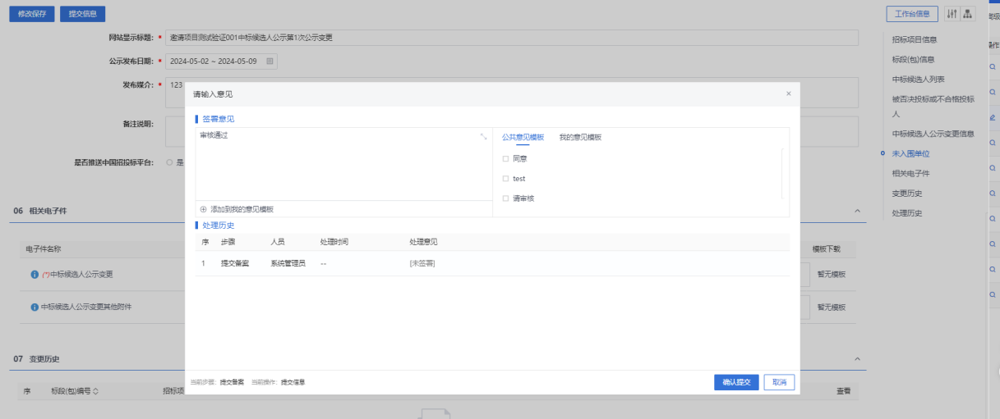 修改保存 提交信息 工作台信息
网站显示标题: * 邀请项目测试验证001中标候选人公示第1次公示变更
公示发布日期: * 2024-05-02 ~ 2024-05-09
发布媒介: * 123
备注说明:
是否推送中国招投标平台: 是
06 相关电子件
电子件名称 模板下载
(*)中标候选人公示变更 暂无模板
中标候选人公示变更其他附件 暂无模板
07 变更历史
序 标段(包)编号 招标项 查看
请输入意见 ×
签署意见
审核通过
添加到我的意见模板
公共意见模板 我的意见模板
同意
test
请审核
处理历史
序 步骤 人员 处理时间 处理意见
1 提交备案 系统管理员 -- [未签署]
当前步骤: 提交备案 当前操作: 提交信息 确认提交 取消
招标项目信息
标段(包)信息
中标候选人列表
被否决投标或不合格投标
人
中标候选人公示变更信息
未入围单位
相关电子件
变更历史
处理历史